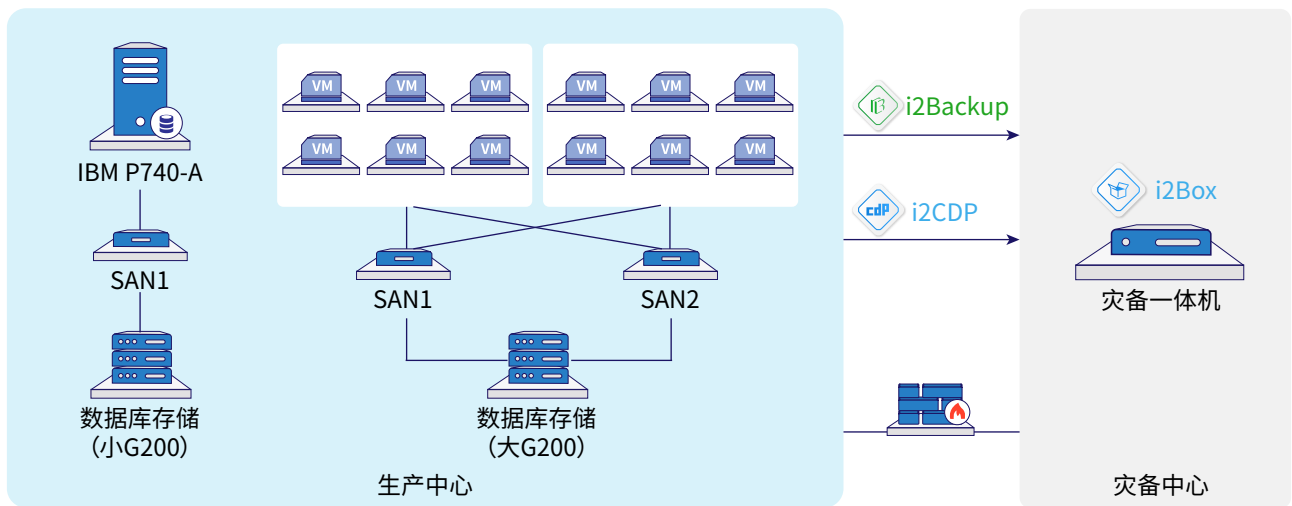 VM VM VM VM VM VM
VM VM VM VM VM VM
IBM P740-A
SAN1
数据库存储
（小G200）
SAN1
SAN2
数据库存储
（大G200）
生产中心
i2Backup
cdp
i2CDP
i2Box
灾备一体机
灾备中心